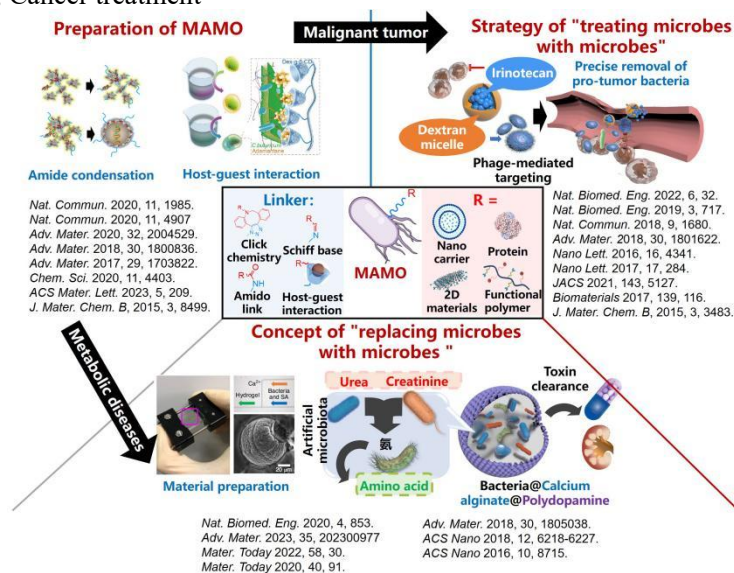 Cancer treatment
Preparation of MAMO
Malignant tumor
Strategy of "treating microbes
with microbes"
Amide condensation
Host-guest interaction
Irinotecan
Dextran
micelle
Phage-mediated
targeting
Precise removal of
pro-tumor bacteria
Nat. Commun. 2020, 11, 1985.
Nat. Commun. 2020, 11, 4907
Adv. Mater. 2020, 32, 2004529.
Adv. Mater. 2018, 30, 1800836.
Adv. Mater. 2017, 29, 1703822.
Chem. Sci. 2020, 11, 4403.
ACS Mater. Lett. 2023, 5, 209.
J. Mater. Chem. B, 2015, 3, 8499.
Linker:
Click
chemistry
Schiff base
Amido
link
Host-guest
interaction
R
R
R
NH
R
MAMO
R =
Nano
carrier
Protein
2D
materials
Functional
polymer
Nat. Biomed. Eng. 2022, 6, 32.
Nat. Biomed. Eng. 2019, 3, 717.
Nat. Commun. 2018, 9, 1680.
Adv. Mater. 2018, 30, 1801622.
Nano Lett. 2016, 16, 4341.
Nano Lett. 2017, 17, 284.
JACS 2021, 143, 5127.
Biomaterials 2017, 139, 116.
J. Mater. Chem. B, 2015, 3, 3483.
Metabolic diseases
Concept of "replacing microbes
with microbes "
Ca²⁺
Hydrogel
Bacteria
and SA
20 μm
Material preparation
Artificial
microbiota
Urea
Creatinine
氨
Amino acid
Toxin
clearance
Bacteria@Calcium
alginate@Polydopamine
Nat. Biomed. Eng. 2020, 4, 853.
Adv. Mater. 2023, 35, 202300977
Mater. Today 2022, 58, 30.
Mater. Today 2020, 40, 91.
Adv. Mater. 2018, 30, 1805038.
ACS Nano 2018, 12, 6218-6227.
ACS Nano 2016, 10, 8715.